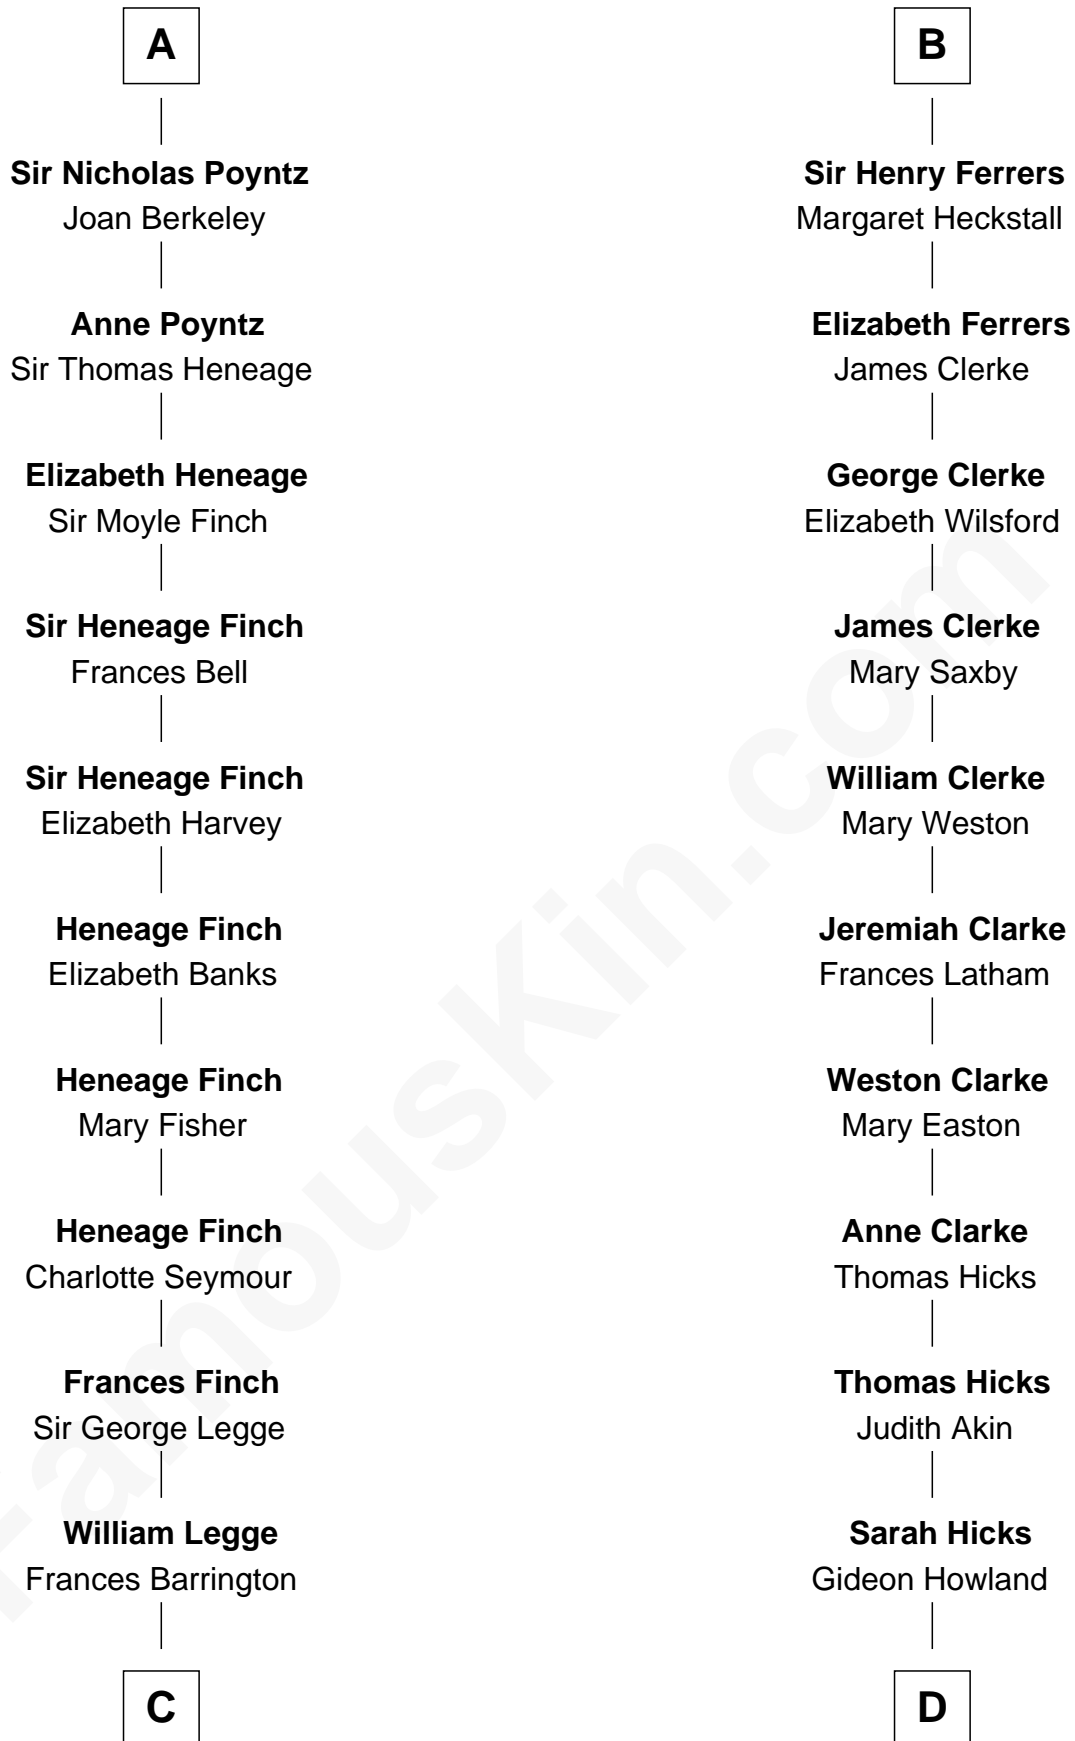 A
Sir Nicholas Poyntz
Joan Berkeley
Anne Poyntz
Sir Thomas Heneage
Elizabeth Heneage
Sir Moyle Finch
Sir Heneage Finch
Frances Bell
Sir Heneage Finch
Elizabeth Harvey
Heneage Finch
Elizabeth Banks
Heneage Finch
Mary Fisher
Heneage Finch
Charlotte Seymour
Frances Finch
Sir George Legge
William Legge
Frances Barrington
C
B
Sir Henry Ferrers
Margaret Heckstall
Elizabeth Ferrers
James Clerke
George Clerke
Elizabeth Wilsford
James Clerke
Mary Saxby
William Clerke
Mary Weston
Jeremiah Clarke
Frances Latham
Weston Clarke
Mary Easton
Anne Clarke
Thomas Hicks
Thomas Hicks
Judith Akin
Sarah Hicks
Gideon Howland
D
FamousKin.com